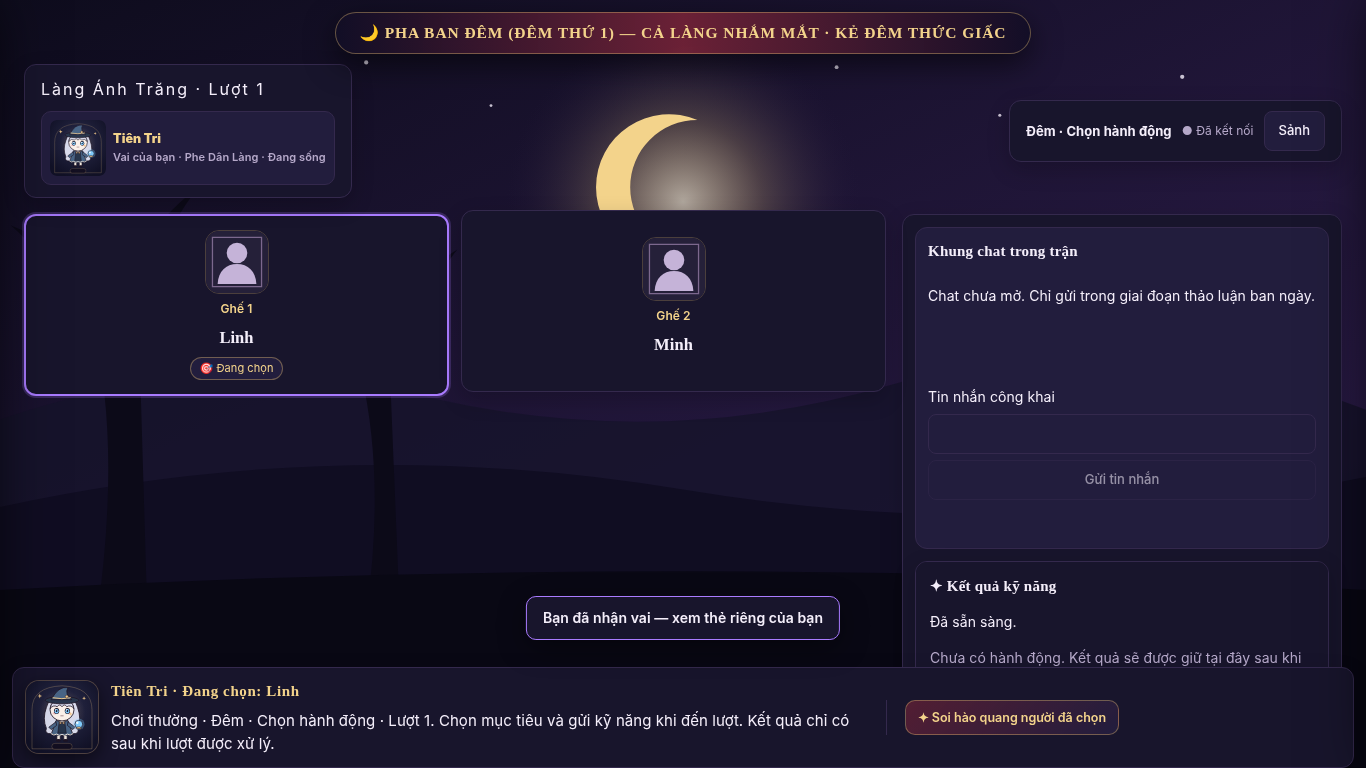 🌙 PHA BAN ĐÊM (ĐÊM THỨ 1) — CẢ LÀNG NHẮM MẮT · KẺ ĐÊM THỨC GIẤC
Làng Ánh Trăng · Lượt 1
Tiên Tri
Vai của bạn · Phe Dân Làng · Đang sống
Đêm · Chọn hành động
Đã kết nối
Sảnh
Ghế 1
Linh
🎯 Đang chọn
Ghế 2
Minh
Khung chat trong trận
Chat chưa mở. Chỉ gửi trong giai đoạn thảo luận ban ngày.
Tin nhắn công khai
Gửi tin nhắn
✦ Kết quả kỹ năng
Đã sẵn sàng.
Chưa có hành động. Kết quả sẽ được giữ tại đây sau khi
Bạn đã nhận vai — xem thẻ riêng của bạn
Tiên Tri · Đang chọn: Linh
Chơi thường · Đêm · Chọn hành động · Lượt 1. Chọn mục tiêu và gửi kỹ năng khi đến lượt. Kết quả chỉ có
sau khi lượt được xử lý.
✦ Soi hào quang người đã chọn